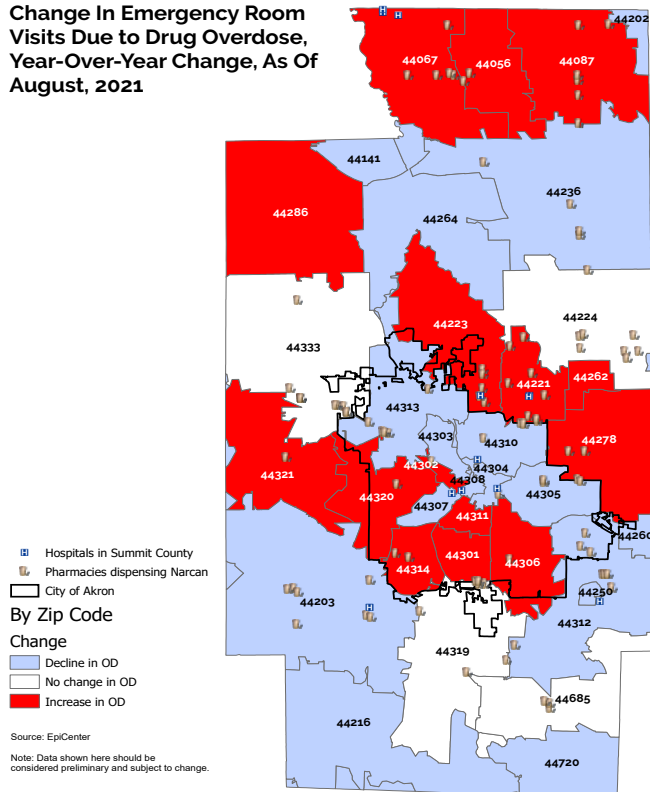 Change In Emergency Room
Visits Due to Drug Overdose,
Year-Over-Year Change, As Of
August, 2021
44202
44067
44056
44087
44141
44236
44286
44264
44224
44223
44333
44262
44221
44313
44303
44310
44278
44302
44304
44321
44308
44320
44305
44307
44311
44260
44301
44306
44314
44250
44203
44312
44319
44685
44216
44720
H Hospitals in Summit County
Pharmacies dispensing Narcan
City of Akron
By Zip Code
Change
Decline in OD
No change in OD
Increase in OD
Source: EpiCenter
Note: Data shown here should be
considered preliminary and subject to change.